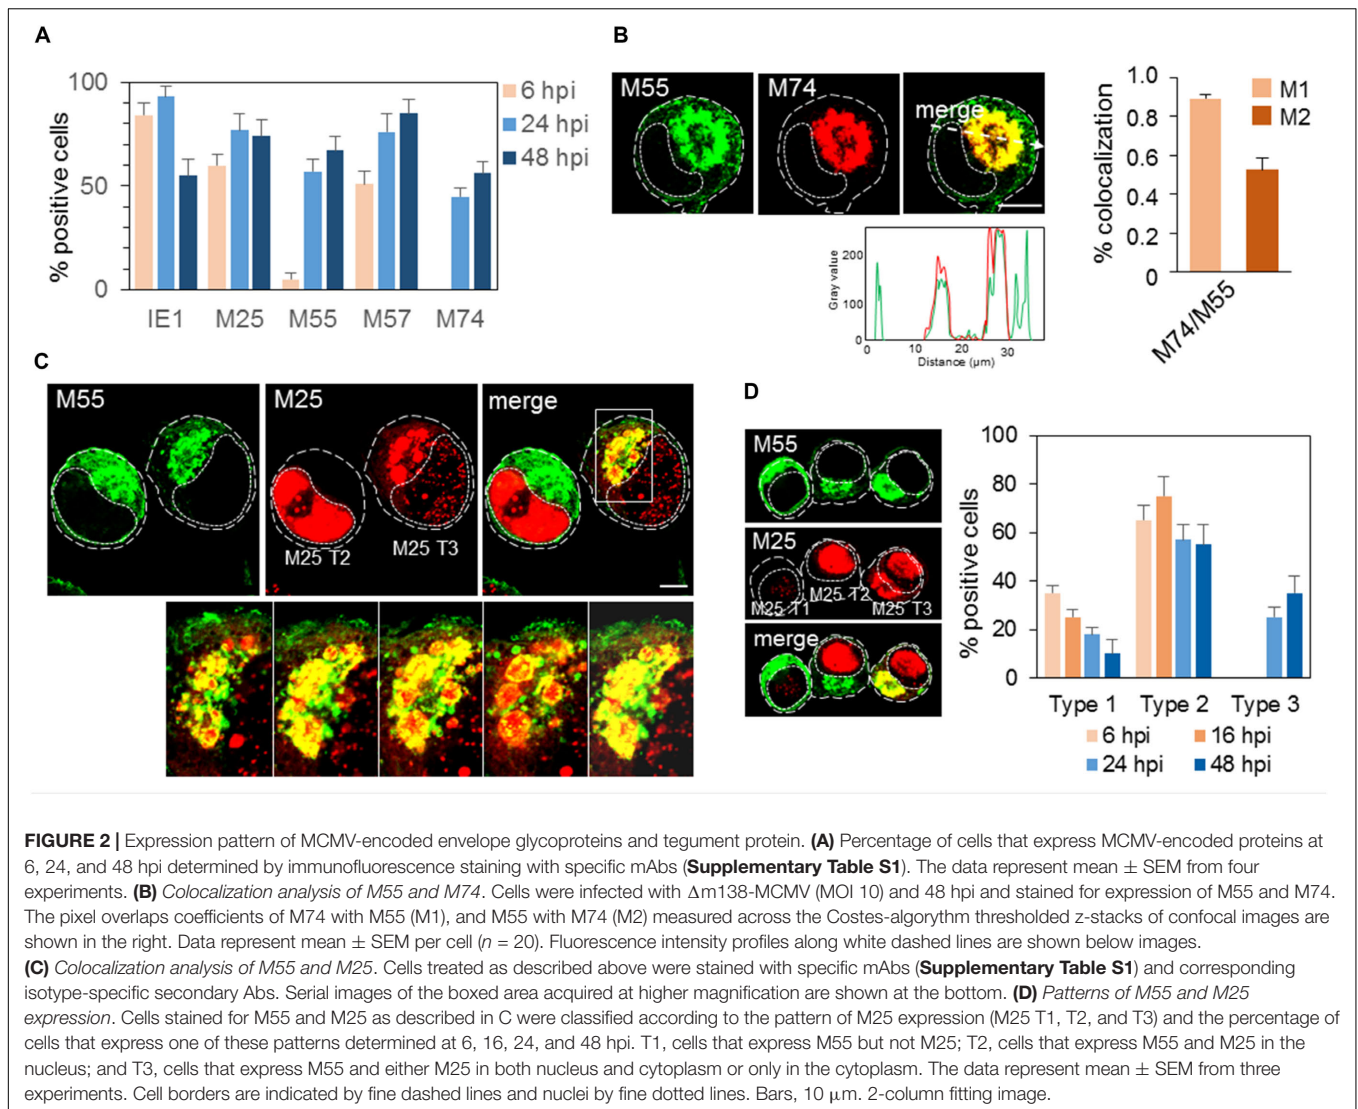 A
100
50
0
% positive cells
6 hpi
24 hpi
48 hpi
IE1 M25 M55 M57 M74
B
M55 M74 merge
Gray value
200
100
0
0 10 20 30
Distance (µm)
% colocalization
1.0
0.8
0.6
0.4
0.2
0
M1
M2
M74/M55
C
M55 M25 merge
M25 T2 M25 T3
D
M55
M25
M25 T1 M25 T2 M25 T3
merge
% positive cells
100
80
60
40
20
0
Type 1 Type 2 Type 3
6 hpi 16 hpi
24 hpi 48 hpi
FIGURE 2 | Expression pattern of MCMV-encoded envelope glycoproteins and tegument protein. (A) Percentage of cells that express MCMV-encoded proteins at
6, 24, and 48 hpi determined by immunofluorescence staining with specific mAbs (Supplementary Table S1). The data represent mean ± SEM from four
experiments. (B) Colocalization analysis of M55 and M74. Cells were infected with Δm138-MCMV (MOI 10) and 48 hpi and stained for expression of M55 and M74.
The pixel overlaps coefficients of M74 with M55 (M1), and M55 with M74 (M2) measured across the Costes-algorythm thresholded z-stacks of confocal images are
shown in the right. Data represent mean ± SEM per cell (n = 20). Fluorescence intensity profiles along white dashed lines are shown below images.
(C) Colocalization analysis of M55 and M25. Cells treated as described above were stained with specific mAbs (Supplementary Table S1) and corresponding
isotype-specific secondary Abs. Serial images of the boxed area acquired at higher magnification are shown at the bottom. (D) Patterns of M55 and M25
expression. Cells stained for M55 and M25 as described in C were classified according to the pattern of M25 expression (M25 T1, T2, and T3) and the percentage of
cells that express one of these patterns determined at 6, 16, 24, and 48 hpi. T1, cells that express M55 but not M25; T2, cells that express M55 and M25 in the
nucleus; and T3, cells that express M55 and either M25 in both nucleus and cytoplasm or only in the cytoplasm. The data represent mean ± SEM from three
experiments. Cell borders are indicated by fine dashed lines and nuclei by fine dotted lines. Bars, 10 µm. 2-column fitting image.